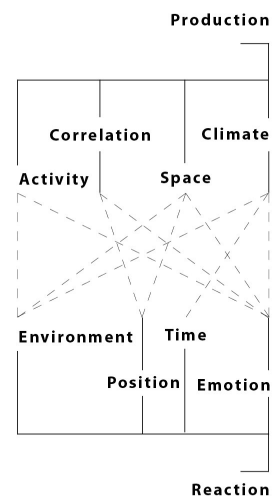 Production
Correlation
Climate
Activity
Space
Environment
Time
Position
Emotion
Reaction